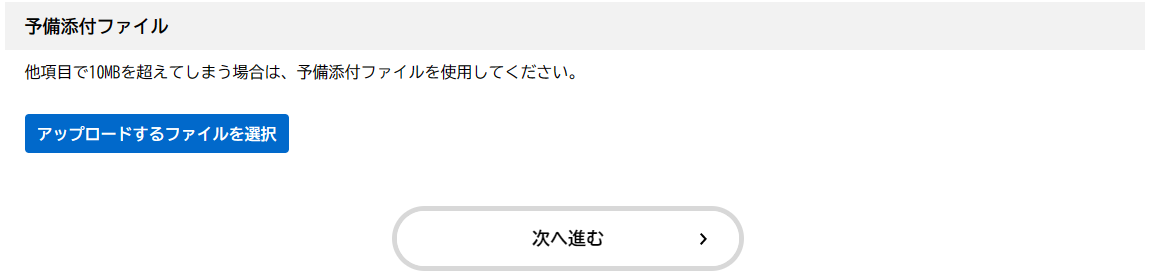 予備添付ファイル
他項目で10MBを超えてしまう場合は、予備添付ファイルを使用してください。
アップロードするファイルを選択
次へ進む